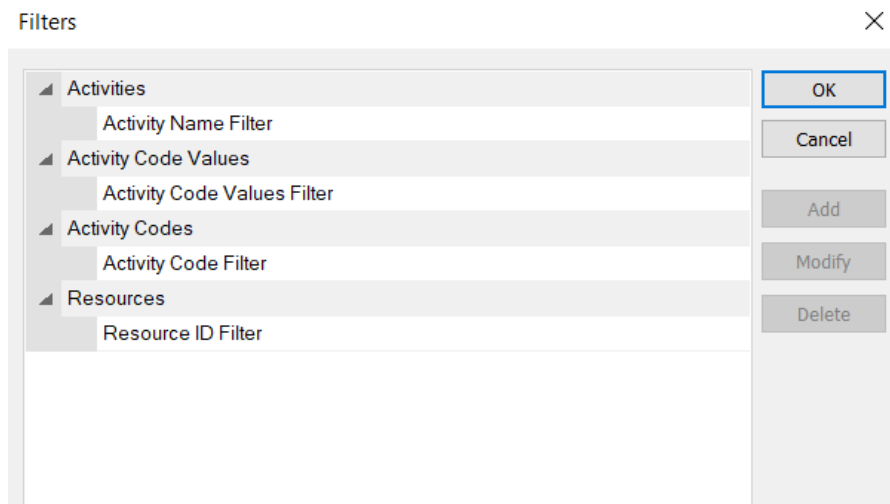 Filters
Activities
Activity Name Filter
Activity Code Values
Activity Code Values Filter
Activity Codes
Activity Code Filter
Resources
Resource ID Filter
OK
Cancel
Add
Modify
Delete